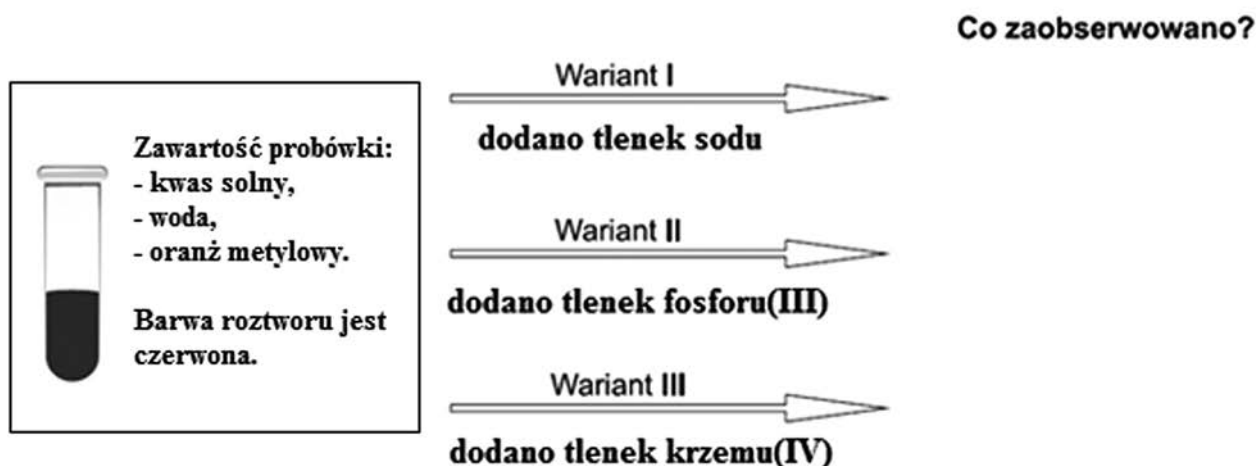 Co zaobserwowano?
Zawartość probówki:
- kwas solny,
- woda,
- oranż metylowy.
Barwa roztworu jest
czerwona.
Wariant I
dodano tlenek sodu
Wariant II
dodano tlenek fosforu(III)
Wariant III
dodano tlenek krzemu(IV)